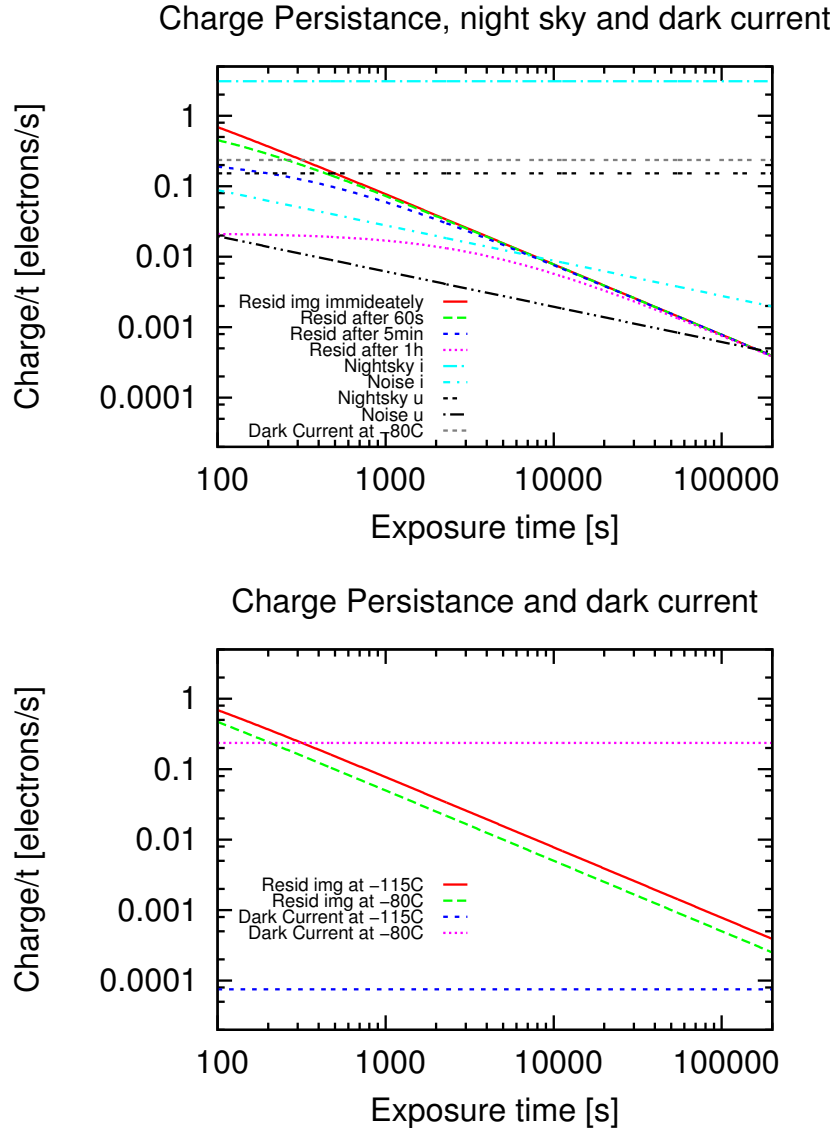 Charge Persistance, night sky and dark current
Charge/t [electrons/s]
1
0.1
0.01
0.001
0.0001
Resid img immideately
Resid after 60s
Resid after 5min
Resid after 1h
Nightsky i
Noise i
Nightsky u
Noise u
Dark Current at −80C
100 1000 10000 100000
Exposure time [s]
Charge Persistance and dark current
Charge/t [electrons/s]
1
0.1
0.01
0.001
0.0001
Resid img at −115C
Resid img at −80C
Dark Current at −115C
Dark Current at −80C
100 1000 10000 100000
Exposure time [s]